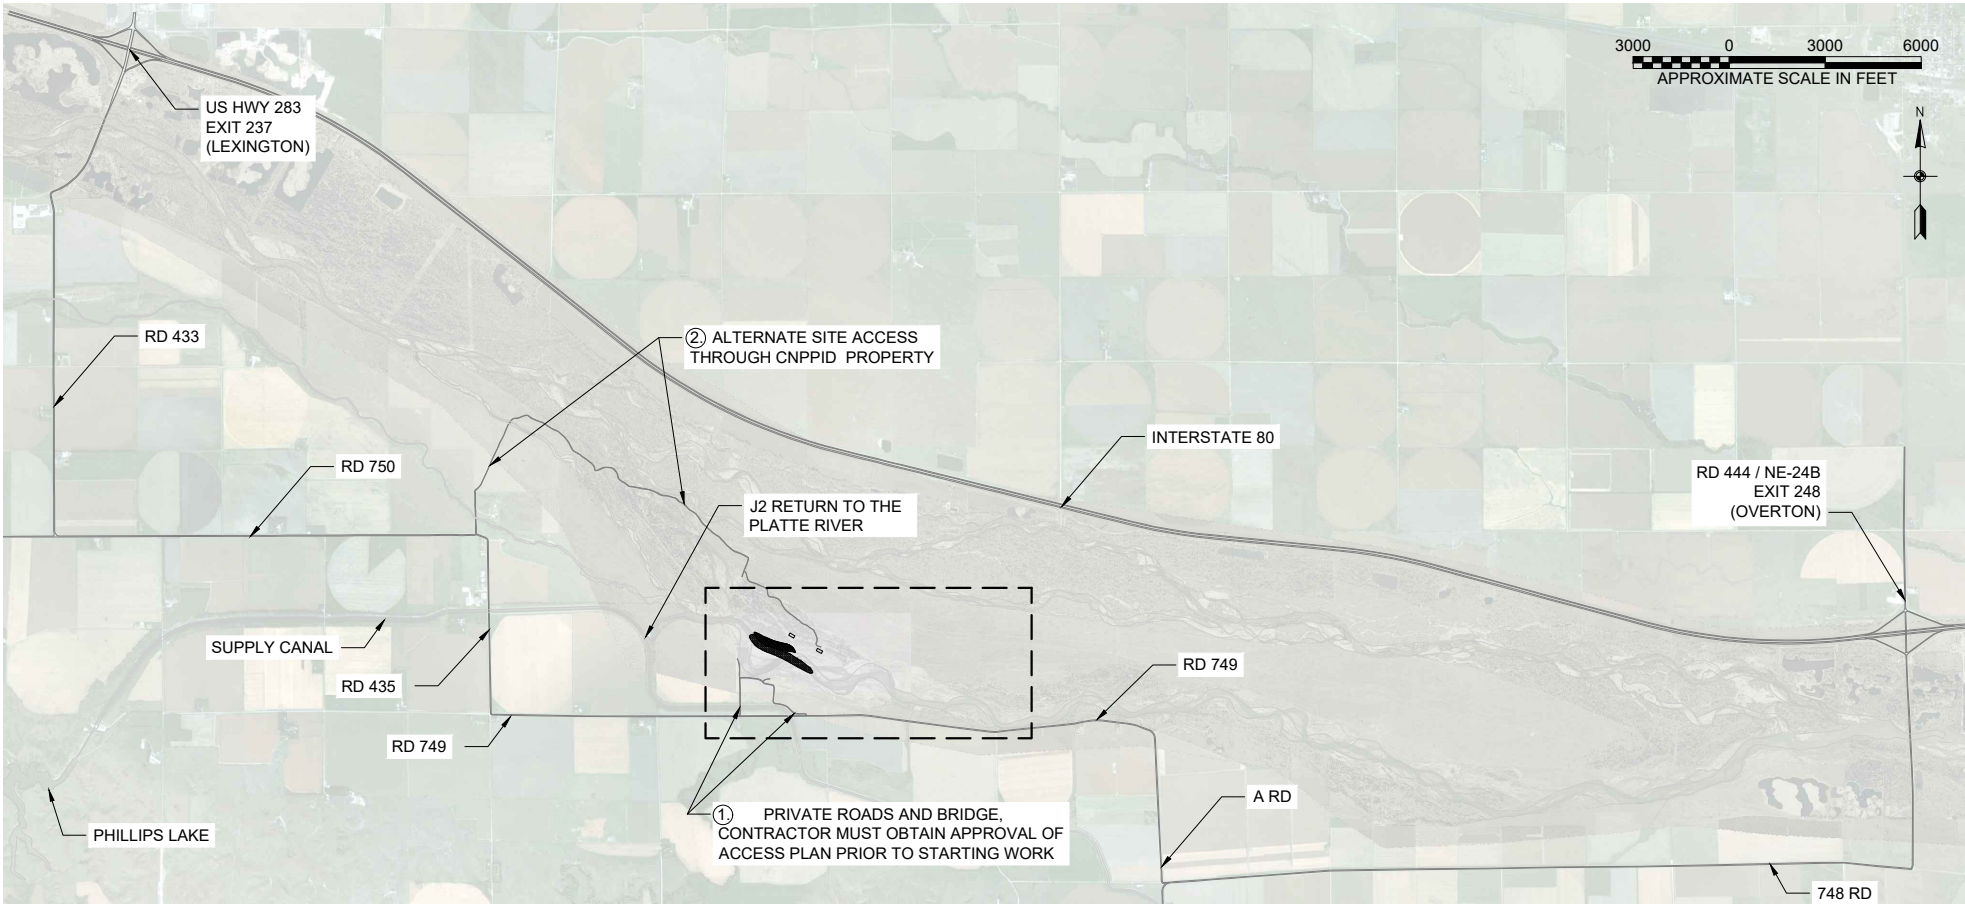 3000 0 3000 6000
APPROXIMATE SCALE IN FEET
N
US HWY 283
EXIT 237
(LEXINGTON)
RD 433
2. ALTERNATE SITE ACCESS
THROUGH CNPPID PROPERTY
INTERSTATE 80
RD 750
RD 444 / NE-24B
EXIT 248
(OVERTON)
J2 RETURN TO THE
PLATTE RIVER
SUPPLY CANAL
RD 435
RD 749
RD 749
A RD
PHILLIPS LAKE
1. PRIVATE ROADS AND BRIDGE,
CONTRACTOR MUST OBTAIN APPROVAL OF
ACCESS PLAN PRIOR TO STARTING WORK
748 RD